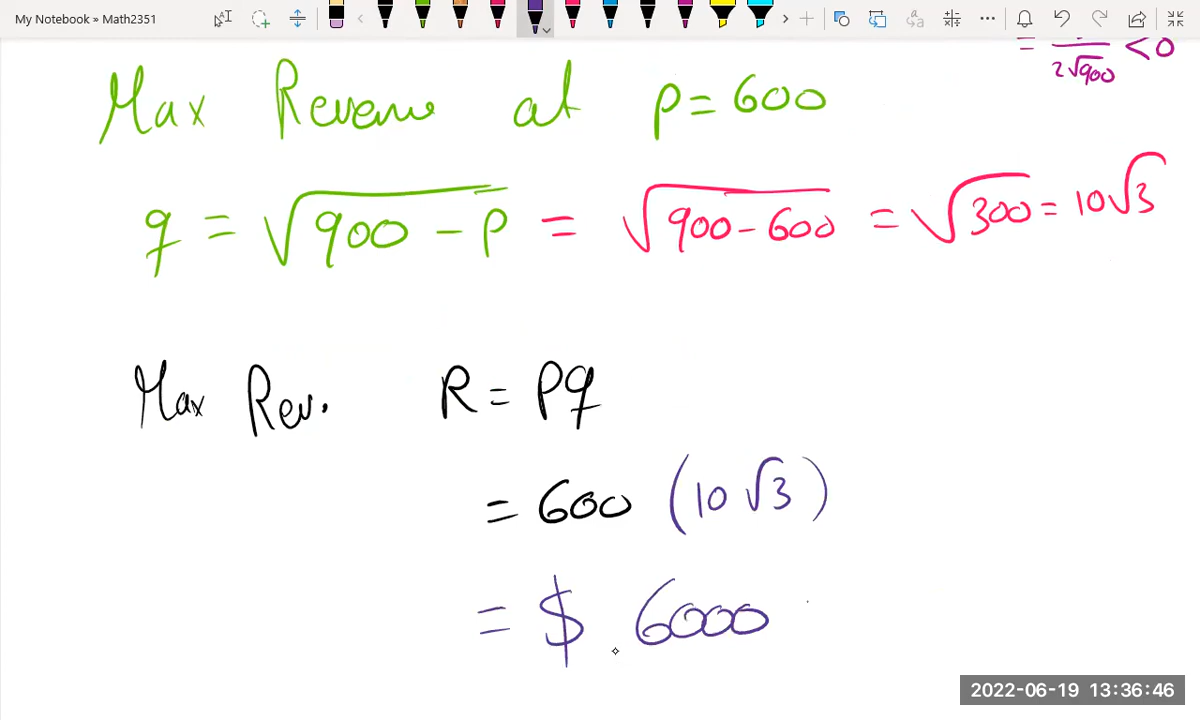 My Notebook » Math2351
= 2√900 < 0
Max Revenue at p = 600
q = √900 - p = √900 - 600 = √300 = 10√3
Max Rev. R = pq
= 600 (10√3)
= $ 6000
2022-06-19 13:36:46